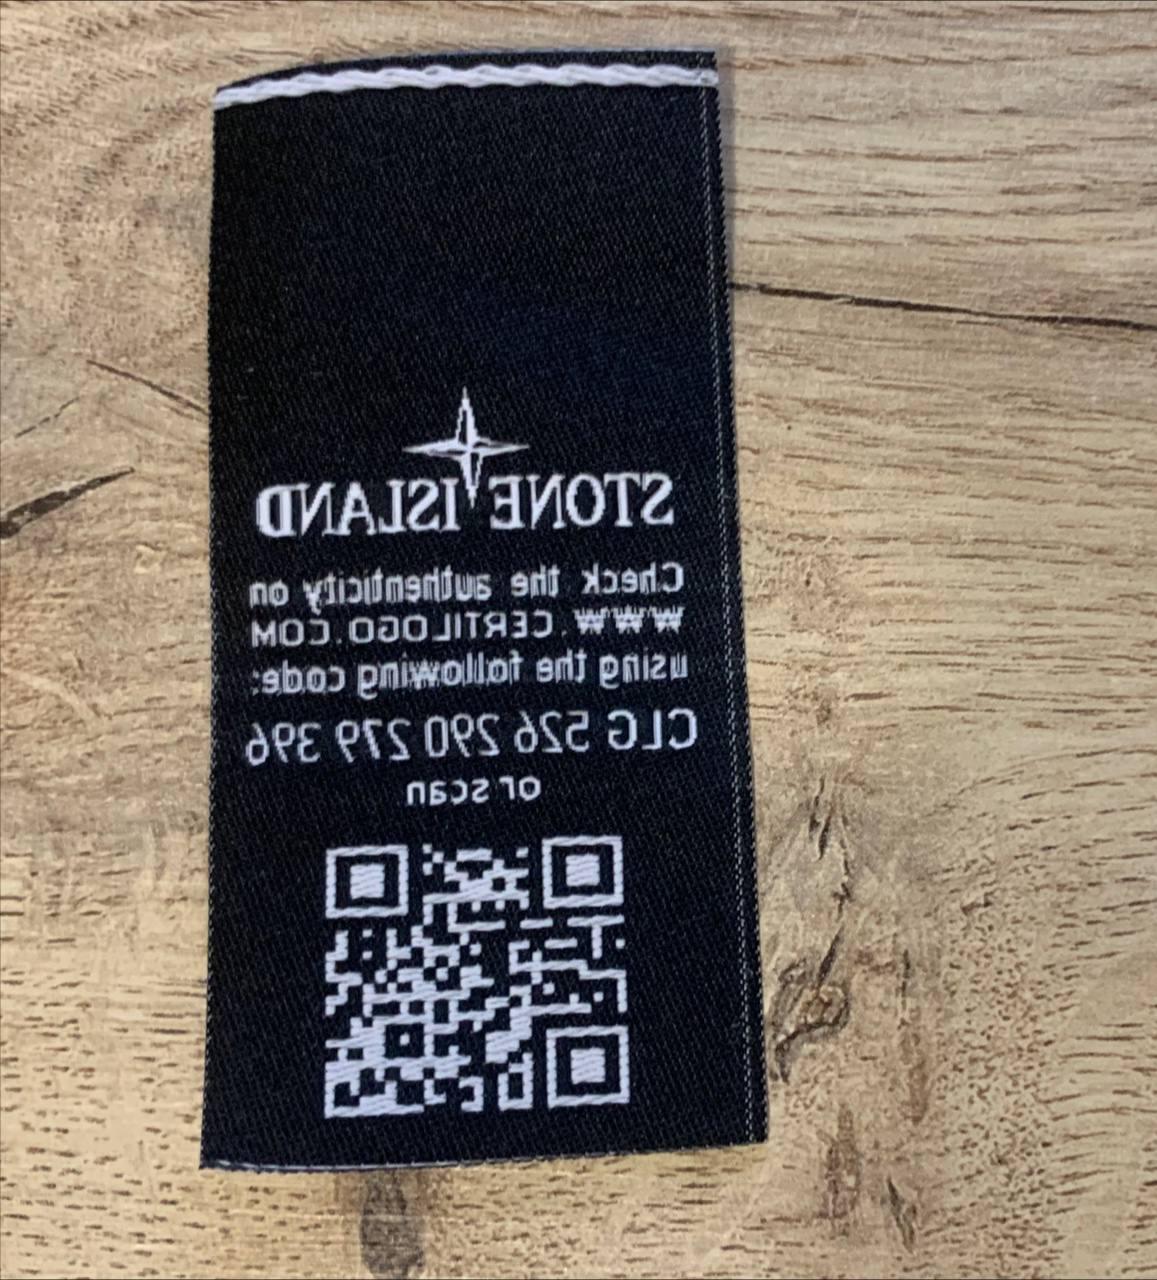 STONE ISLAND
Check the authenticity on
WWW.CERTILOGO.COM
using the following code:
CLG 526 290 279 396
or scan